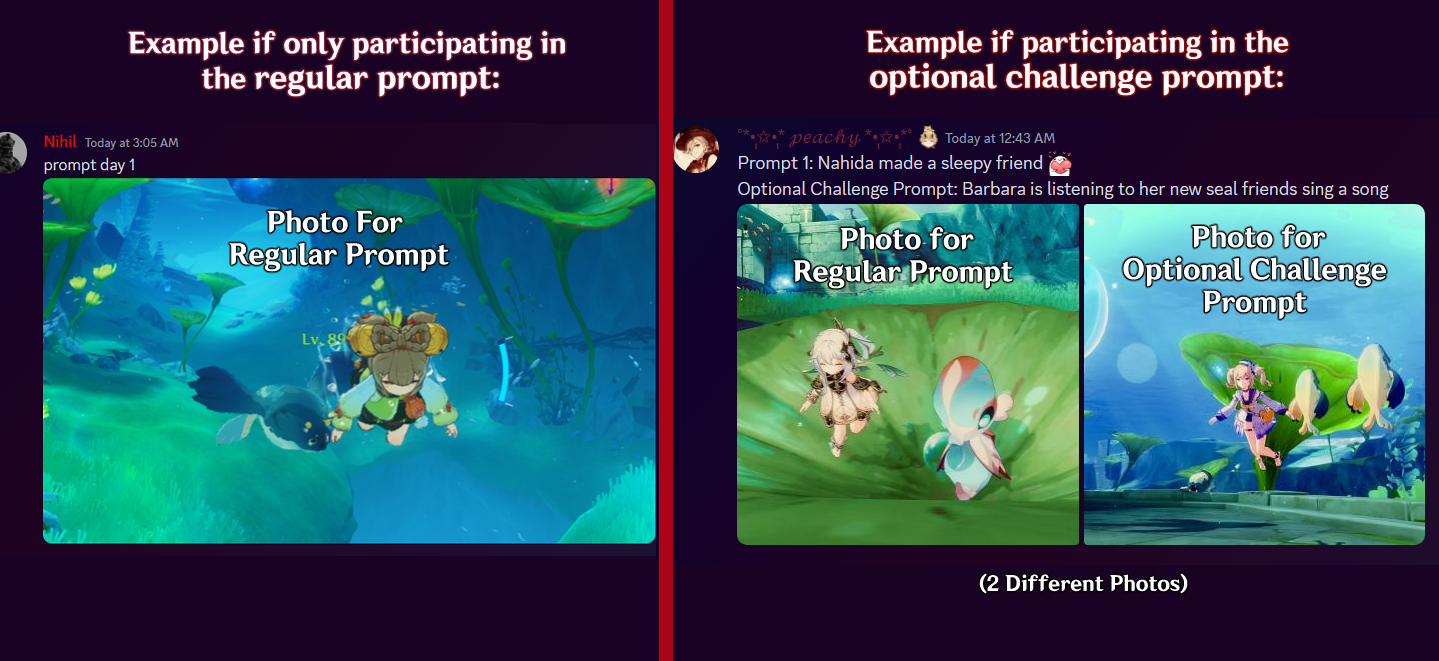 Example if only participating in
the regular prompt:
Nihil Today at 3:05 AM
prompt day 1
Photo For
Regular Prompt
Lv. 89
Example if participating in the
optional challenge prompt:
°*•¦☆•¦* 𝓅𝑒𝒶𝒸𝒽𝓎 *•¦☆•¦*° Today at 12:43 AM
Prompt 1: Nahida made a sleepy friend
Optional Challenge Prompt: Barbara is listening to her new seal friends sing a song
Photo for
Regular Prompt
Photo for
Optional Challenge
Prompt
(2 Different Photos)